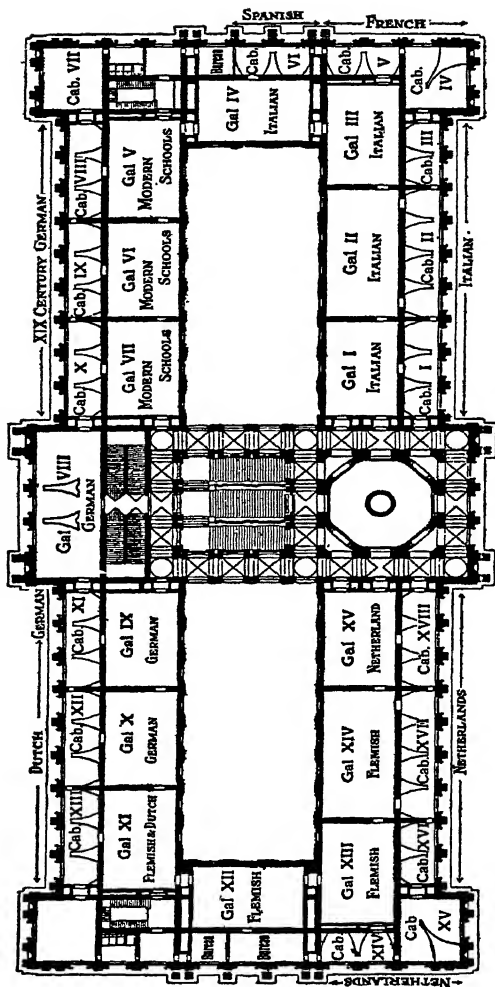 SPANISH
FRENCH
Cab. VII
Bureau
Cab. VI
Cab. V
Cab. IV
Gal IV
ITALIAN
XIX CENTURY GERMAN
Cab. VIII
Gal V
MODERN
SCHOOLS
Gal III
ITALIAN
Cab. III
Cab. IX
Gal VI
MODERN
SCHOOLS
Gal II
ITALIAN
Cab. II
ITALIAN
Cab. X
Gal VII
MODERN
SCHOOLS
Gal I
ITALIAN
Cab. I
Gal VIII
GERMAN
GERMAN
Cab. XI
Gal IX
GERMAN
Gal XV
NETHERLAND
Cab. XVIII
DUTCH
Cab. XII
Gal X
GERMAN
Gal XIV
FLEMISH
Cab. XVII
NETHERLANDS
Cab. XIII
Gal XI
FLEMISH & DUTCH
Gal XIII
FLEMISH
Cab. XVI
Gal XII
FLEMISH
Bureau
Bureau
Cab. XIV
Cab XV
NETHERLANDS